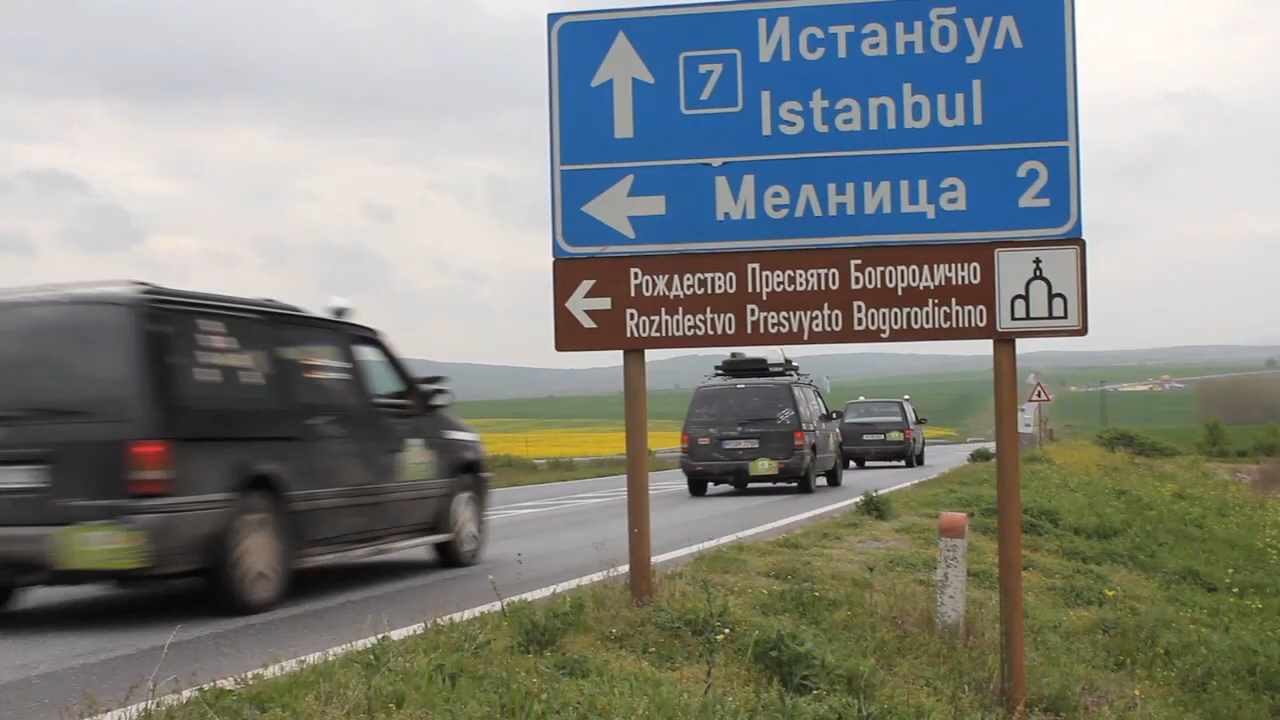 7 Истанбул
Istanbul
Мелница 2
Рождество Пресвято Богородично
Rozhdestvo Presvyato Bogorodichno